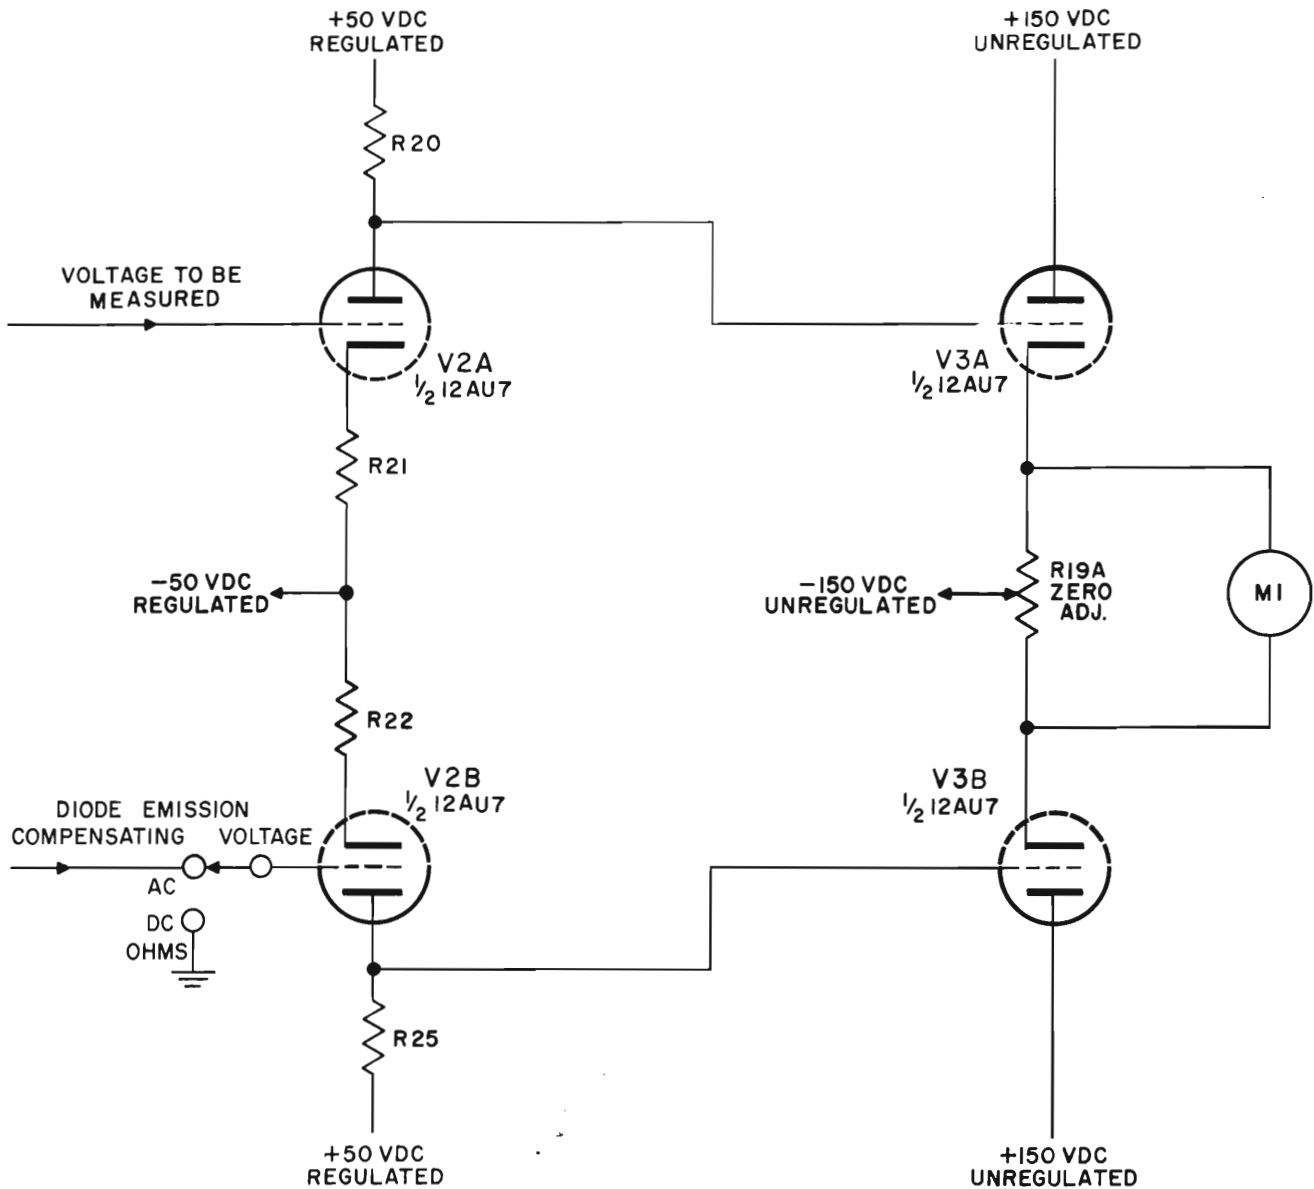 +50 VDC
REGULATED
+150 VDC
UNREGULATED
R20
VOLTAGE TO BE
MEASURED
V2A
1/2 12AU7
V3A
1/2 12AU7
R21
-50 VDC
REGULATED
-150 VDC
UNREGULATED
R19A
ZERO
ADJ.
M1
R22
V2B
1/2 12AU7
V3B
1/2 12AU7
DIODE EMISSION
COMPENSATING VOLTAGE
AC
DC
OHMS
R25
+50 VDC
REGULATED
+150 VDC
UNREGULATED